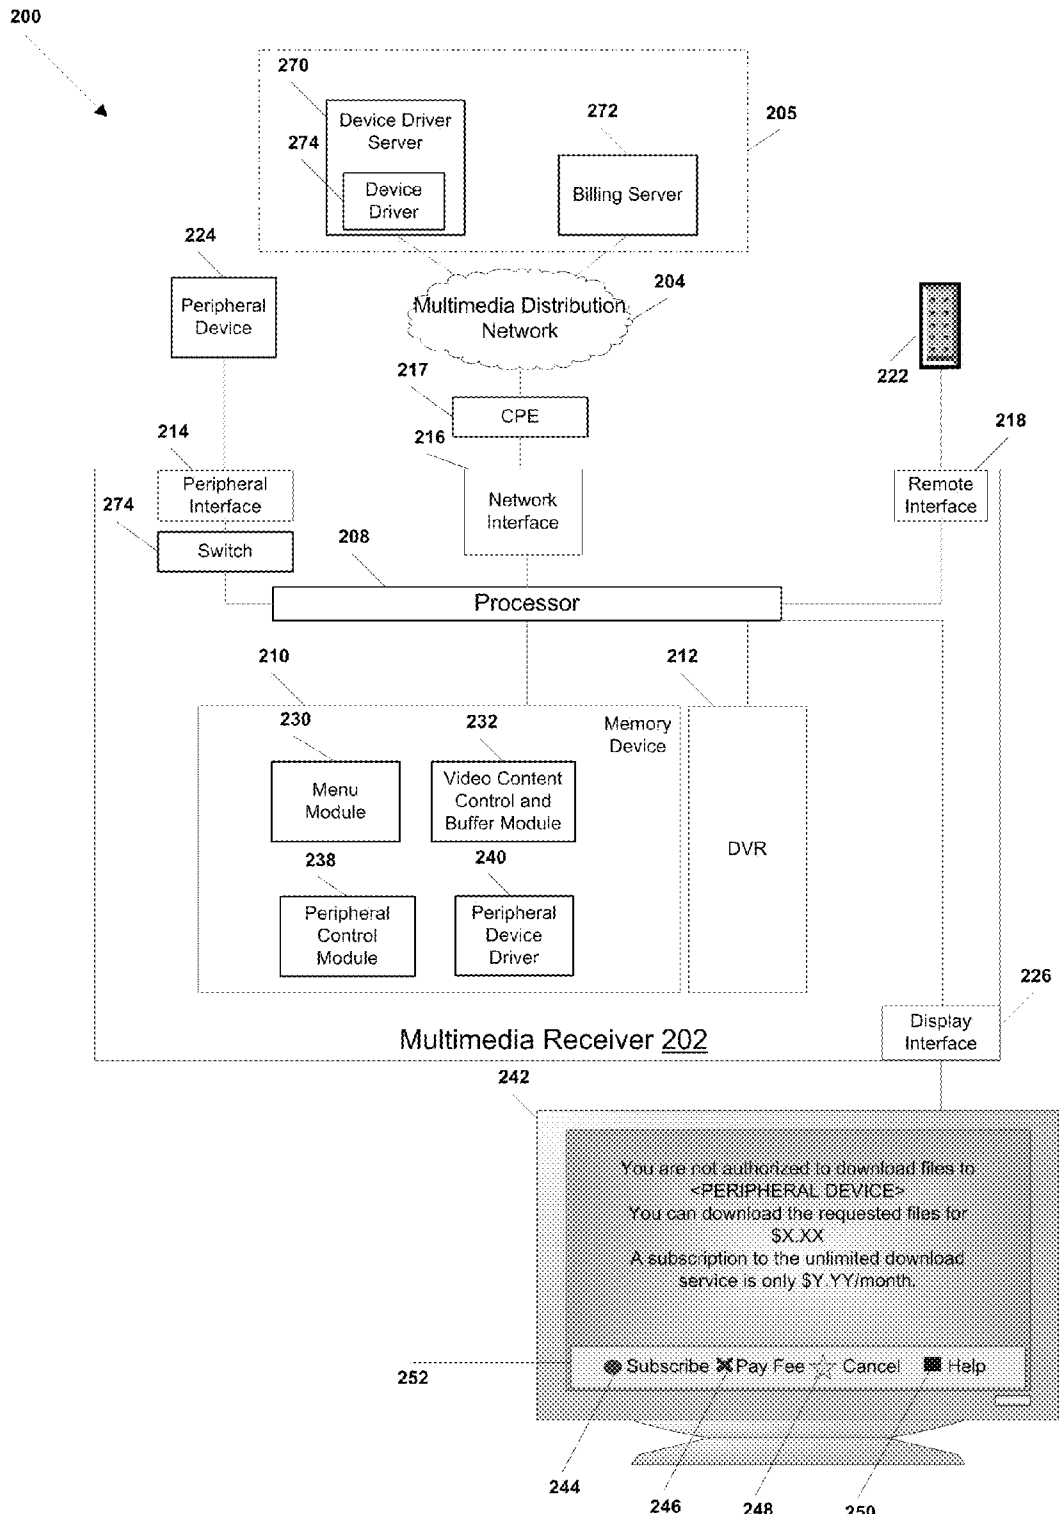 200
270
Device Driver
Server
274
Device
Driver
272
Billing Server
205
224
Peripheral
Device
Multimedia Distribution
Network
204
222
217
CPE
214
216
218
Peripheral
Interface
Network
Interface
Remote
Interface
274
Switch
208
Processor
210
212
230
232
Memory
Device
Menu
Module
Video Content
Control and
Buffer Module
DVR
238
240
Peripheral
Control
Module
Peripheral
Device
Driver
226
Display
Interface
Multimedia Receiver 202
242
You are not authorized to download files to
<PERIPHERAL DEVICE>
You can download the requested files for
$X.XX
A subscription to the unlimited download
service is only $Y.YY/month.
252
Subscribe Pay Fee Cancel Help
244
246
248
250